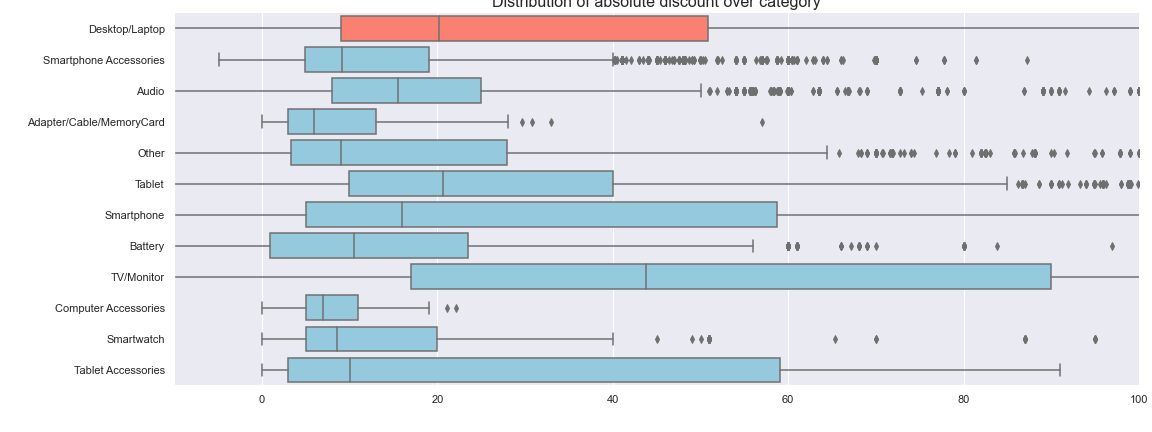 Distribution of absolute discount over category
Desktop/Laptop
Smartphone Accessories
Audio
Adapter/Cable/MemoryCard
Other
Tablet
Smartphone
Battery
TV/Monitor
Computer Accessories
Smartwatch
Tablet Accessories
0 20 40 60 80 100